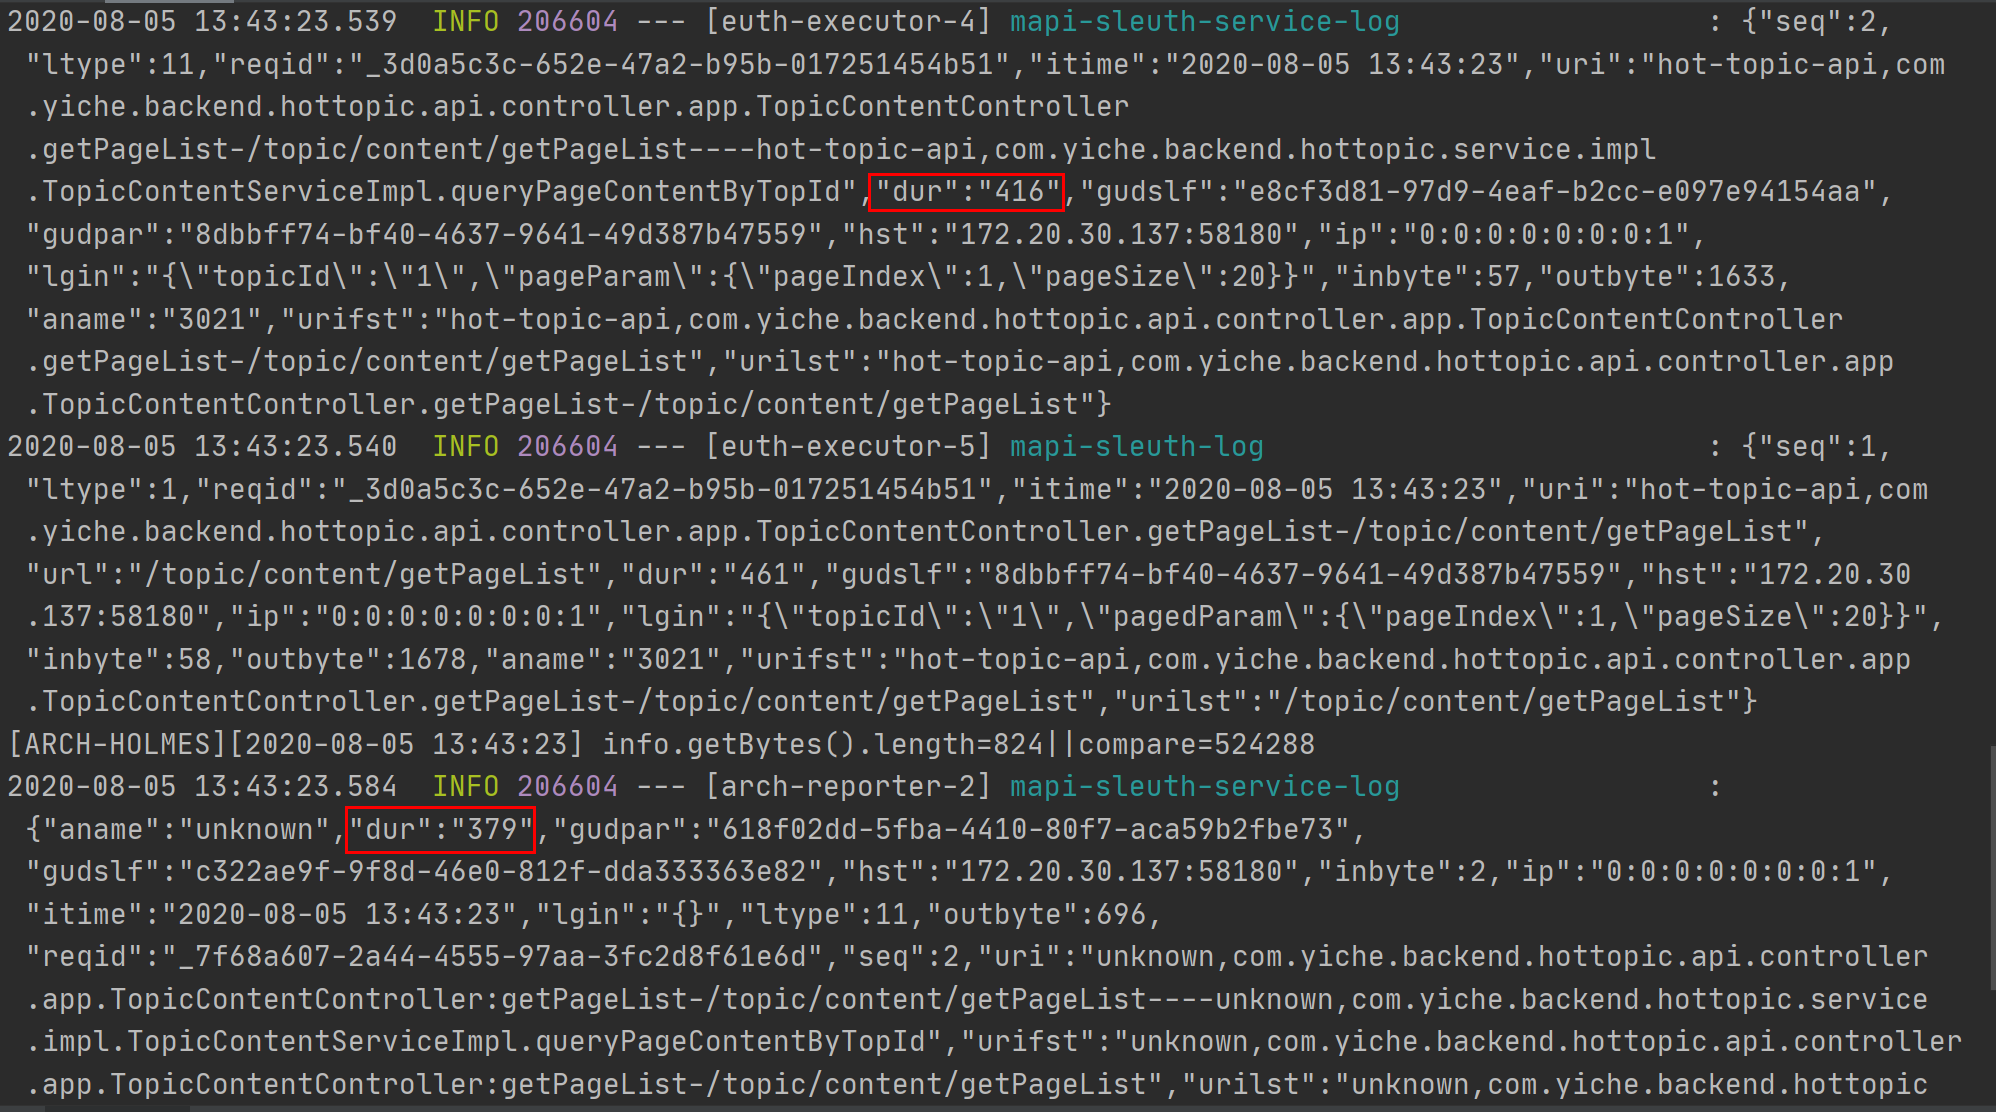 2020-08-05 13:43:23.539  INFO 206604 --- [euth-executor-4] mapi-sleuth-service-log                  : {"seq":2,
"ltype":11,"reqid":"_3d0a5c3c-652e-47a2-b95b-017251454b51","itime":"2020-08-05 13:43:23","uri":"hot-topic-api,com
.yiche.backend.hottopic.api.controller.app.TopicContentController
.getPageList-/topic/content/getPageList----hot-topic-api,com.yiche.backend.hottopic.service.impl
.TopicContentServiceImpl.queryPageContentByTopId","dur":"416","gudslf":"e8cf3d81-97d9-4eaf-b2cc-e097e94154aa",
"gudpar":"8dbbff74-bf40-4637-9641-49d387b47559","hst":"172.20.30.137:58180","ip":"0:0:0:0:0:0:0:1",
"lgin":"{\"topicId\":\"1\",\"pageParam\":{\"pageIndex\":1,\"pageSize\":20}}","inbyte":57,"outbyte":1633,
"aname":"3021","urifst":"hot-topic-api,com.yiche.backend.hottopic.api.controller.app.TopicContentController
.getPageList-/topic/content/getPageList","urilst":"hot-topic-api,com.yiche.backend.hottopic.api.controller.app
.TopicContentController.getPageList-/topic/content/getPageList"}
2020-08-05 13:43:23.540  INFO 206604 --- [euth-executor-5] mapi-sleuth-log                          : {"seq":1,
"ltype":1,"reqid":"_3d0a5c3c-652e-47a2-b95b-017251454b51","itime":"2020-08-05 13:43:23","uri":"hot-topic-api,com
.yiche.backend.hottopic.api.controller.app.TopicContentController.getPageList-/topic/content/getPageList",
"url":"/topic/content/getPageList","dur":"461","gudslf":"8dbbff74-bf40-4637-9641-49d387b47559","hst":"172.20.30
.137:58180","ip":"0:0:0:0:0:0:0:1","lgin":"{\"topicId\":\"1\",\"pagedParam\":{\"pageIndex\":1,\"pageSize\":20}}",
"inbyte":58,"outbyte":1678,"aname":"3021","urifst":"hot-topic-api,com.yiche.backend.hottopic.api.controller.app
.TopicContentController.getPageList-/topic/content/getPageList","urilst":"/topic/content/getPageList"}
[ARCH-HOLMES][2020-08-05 13:43:23] info.getBytes().length=824||compare=524288
2020-08-05 13:43:23.584  INFO 206604 --- [arch-reporter-2] mapi-sleuth-service-log                  :
{"aname":"unknown","dur":"379","gudpar":"618f02dd-5fba-4410-80f7-aca59b2fbe73",
"gudslf":"c322ae9f-9f8d-46e0-812f-dda333363e82","hst":"172.20.30.137:58180","inbyte":2,"ip":"0:0:0:0:0:0:0:1",
"itime":"2020-08-05 13:43:23","lgin":"{}","ltype":11,"outbyte":696,
"reqid":"_7f68a607-2a44-4555-97aa-3fc2d8f61e6d","seq":2,"uri":"unknown,com.yiche.backend.hottopic.api.controller
.app.TopicContentController:getPageList-/topic/content/getPageList----unknown,com.yiche.backend.hottopic.service
.impl.TopicContentServiceImpl.queryPageContentByTopId","urifst":"unknown,com.yiche.backend.hottopic.api.controller
.app.TopicContentController:getPageList-/topic/content/getPageList","urilst":"unknown,com.yiche.backend.hottopic